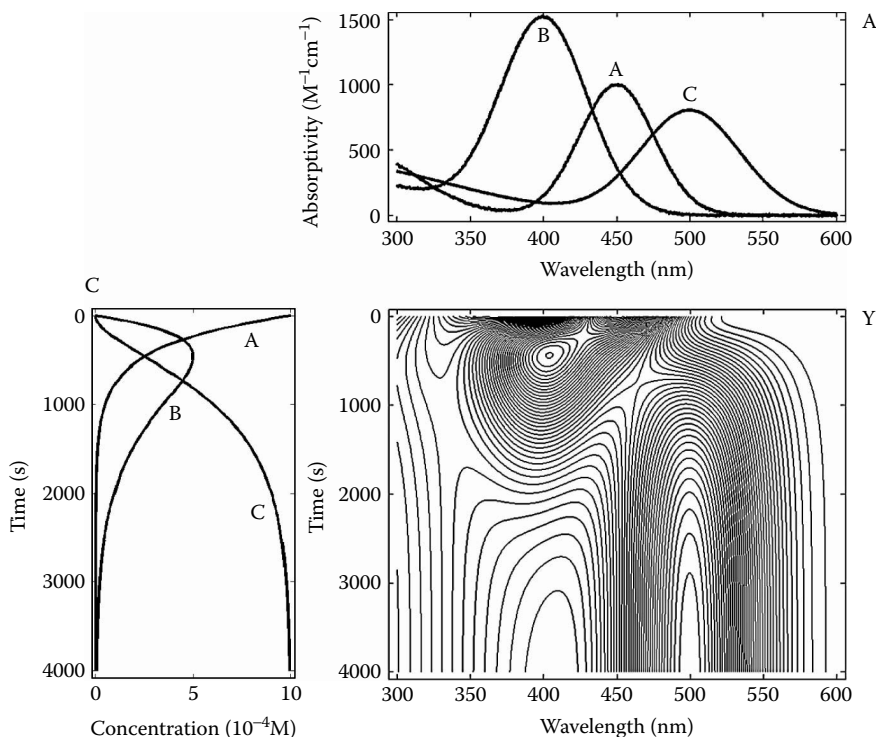 A
Absorptivity (M⁻¹cm⁻¹)
1500
1000
500
0
B
A
C
300 350 400 450 500 550 600
Wavelength (nm)
C
Time (s)
0
1000
2000
3000
4000
A
B
C
0 5 10
Concentration (10⁻⁴M)
Y
Time (s)
0
1000
2000
3000
4000
300 350 400 450 500 550 600
Wavelength (nm)